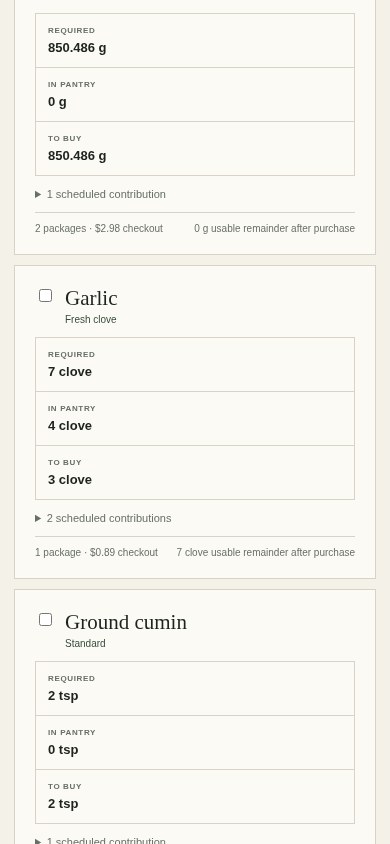 REQUIRED
850.486 g
IN PANTRY
0 g
TO BUY
850.486 g
▶ 1 scheduled contribution
2 packages · $2.98 checkout 0 g usable remainder after purchase
Garlic
Fresh clove
REQUIRED
7 clove
IN PANTRY
4 clove
TO BUY
3 clove
▶ 2 scheduled contributions
1 package · $0.89 checkout 7 clove usable remainder after purchase
Ground cumin
Standard
REQUIRED
2 tsp
IN PANTRY
0 tsp
TO BUY
2 tsp
▶ 1 scheduled contribution